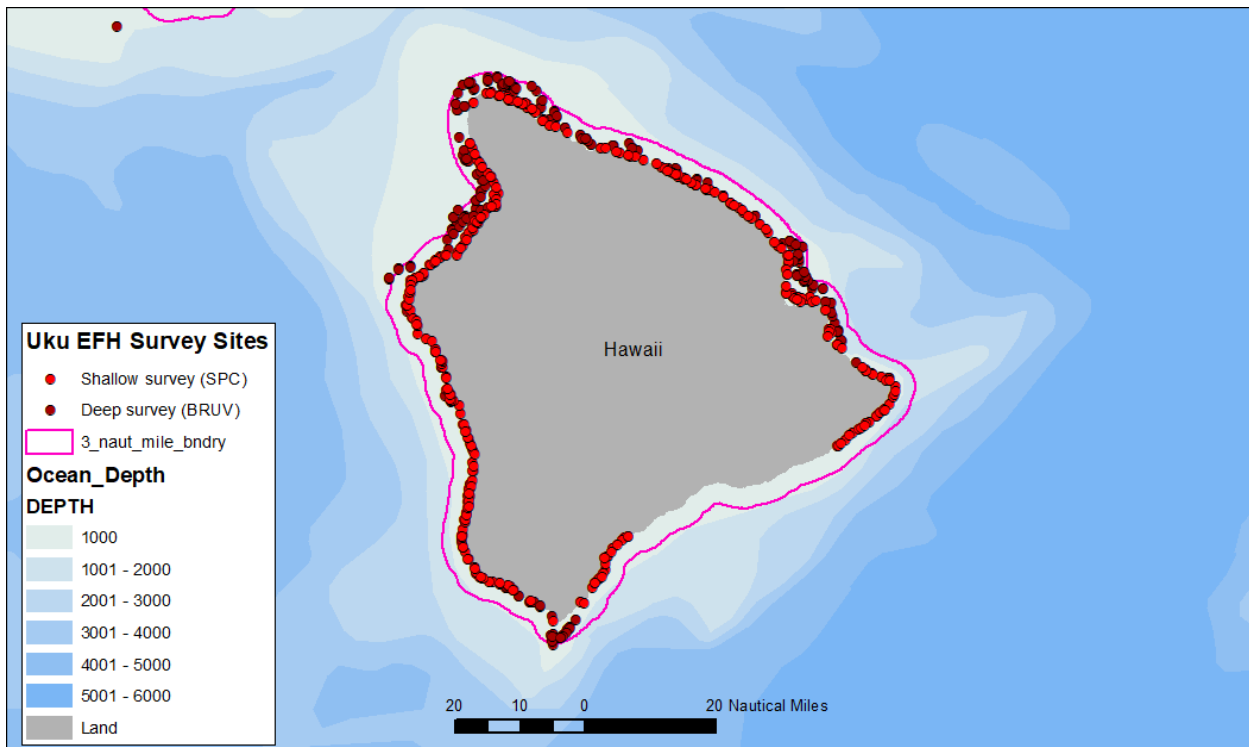 Hawaii
Uku EFH Survey Sites
Shallow survey (SPC)
Deep survey (BRUV)
3_naut_mile_bndry
Ocean_Depth
DEPTH
1000
1001 - 2000
2001 - 3000
3001 - 4000
4001 - 5000
5001 - 6000
Land
20 10 0 20 Nautical Miles